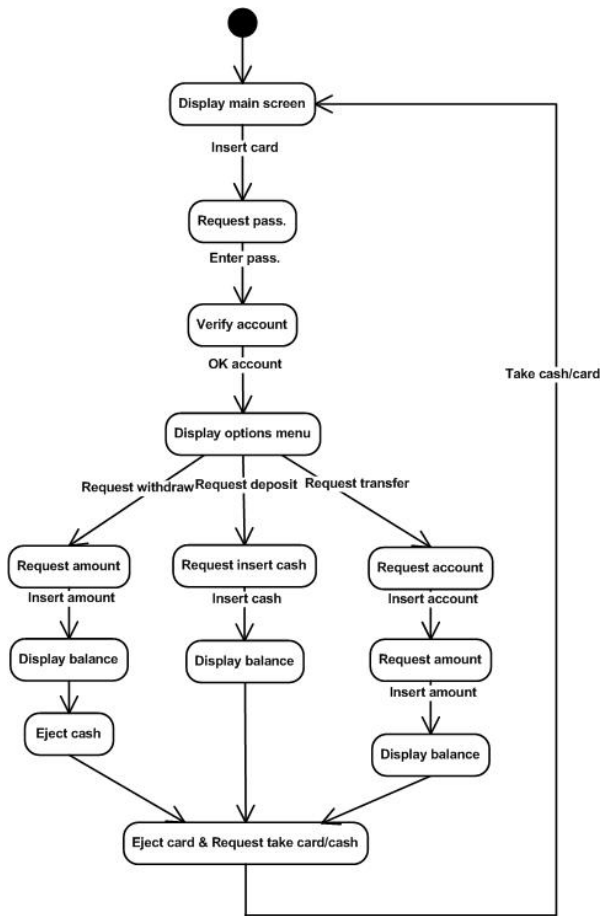 Display main screen
Insert card
Request pass.
Enter pass.
Verify account
OK account
Take cash/card
Display options menu
Request withdraw
Request deposit
Request transfer
Request amount
Request insert cash
Request account
Insert amount
Insert cash
Insert account
Display balance
Display balance
Request amount
Insert amount
Eject cash
Display balance
Eject card & Request take card/cash